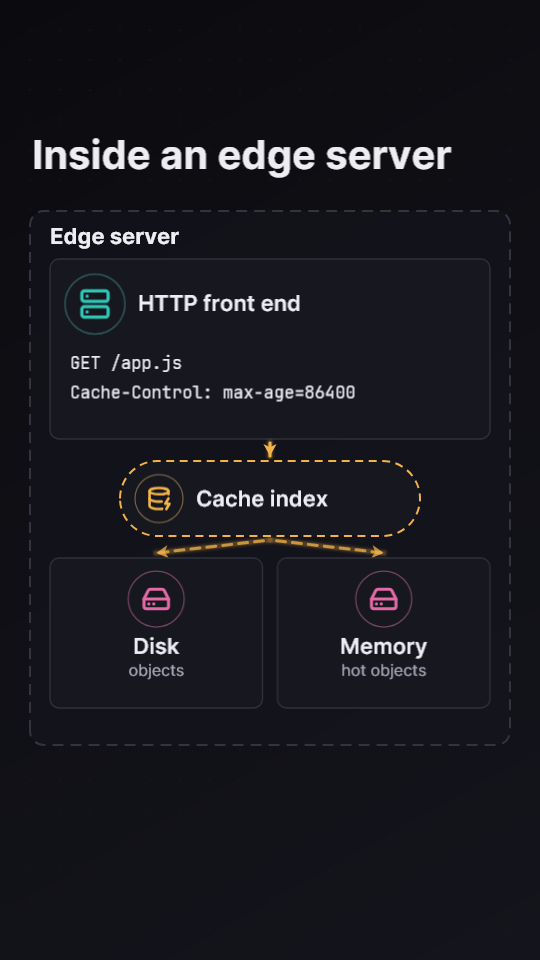 Inside an edge server
Edge server
HTTP front end
GET /app.js
Cache-Control: max-age=86400
Cache index
Disk
objects
Memory
hot objects